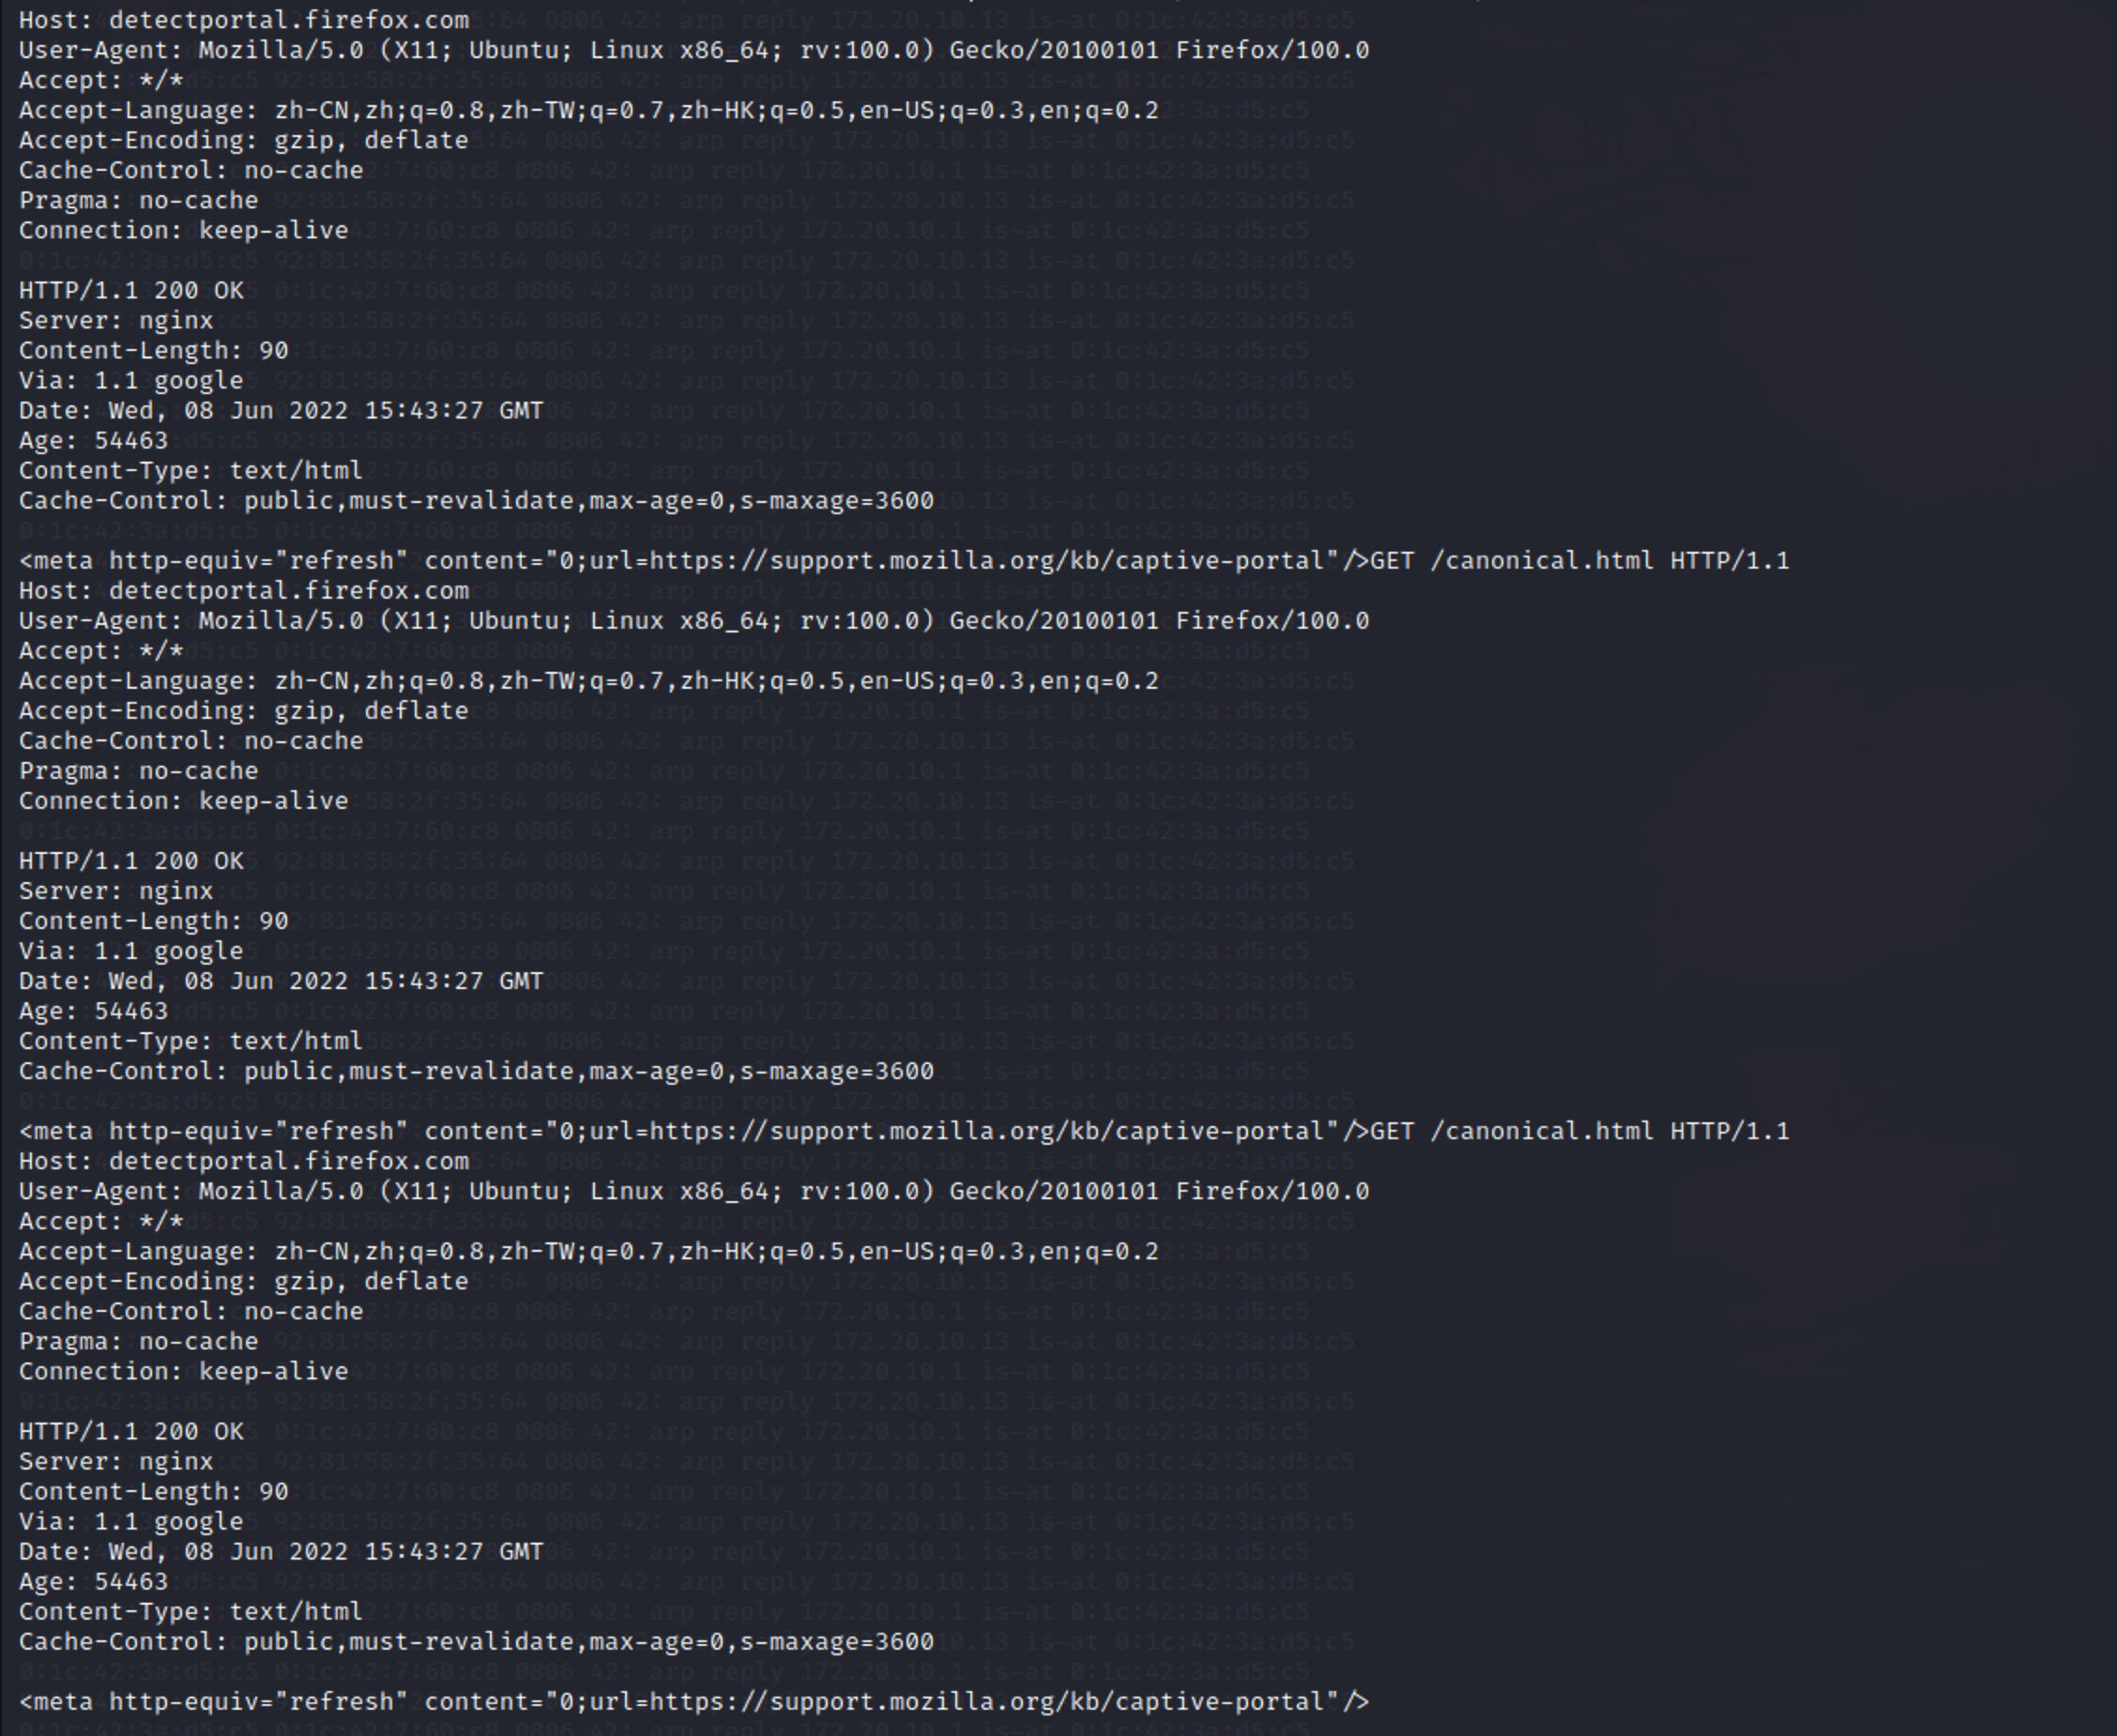 Host: detectportal.firefox.com
User-Agent: Mozilla/5.0 (X11; Ubuntu; Linux x86_64; rv:100.0) Gecko/20100101 Firefox/100.0
Accept: */*
Accept-Language: zh-CN,zh;q=0.8,zh-TW;q=0.7,zh-HK;q=0.5,en-US;q=0.3,en;q=0.2
Accept-Encoding: gzip, deflate
Cache-Control: no-cache
Pragma: no-cache
Connection: keep-alive

HTTP/1.1 200 OK
Server: nginx
Content-Length: 90
Via: 1.1 google
Date: Wed, 08 Jun 2022 15:43:27 GMT
Age: 54463
Content-Type: text/html
Cache-Control: public,must-revalidate,max-age=0,s-maxage=3600

<meta http-equiv="refresh" content="0;url=https://support.mozilla.org/kb/captive-portal"/>GET /canonical.html HTTP/1.1
Host: detectportal.firefox.com
User-Agent: Mozilla/5.0 (X11; Ubuntu; Linux x86_64; rv:100.0) Gecko/20100101 Firefox/100.0
Accept: */*
Accept-Language: zh-CN,zh;q=0.8,zh-TW;q=0.7,zh-HK;q=0.5,en-US;q=0.3,en;q=0.2
Accept-Encoding: gzip, deflate
Cache-Control: no-cache
Pragma: no-cache
Connection: keep-alive

HTTP/1.1 200 OK
Server: nginx
Content-Length: 90
Via: 1.1 google
Date: Wed, 08 Jun 2022 15:43:27 GMT
Age: 54463
Content-Type: text/html
Cache-Control: public,must-revalidate,max-age=0,s-maxage=3600

<meta http-equiv="refresh" content="0;url=https://support.mozilla.org/kb/captive-portal"/>GET /canonical.html HTTP/1.1
Host: detectportal.firefox.com
User-Agent: Mozilla/5.0 (X11; Ubuntu; Linux x86_64; rv:100.0) Gecko/20100101 Firefox/100.0
Accept: */*
Accept-Language: zh-CN,zh;q=0.8,zh-TW;q=0.7,zh-HK;q=0.5,en-US;q=0.3,en;q=0.2
Accept-Encoding: gzip, deflate
Cache-Control: no-cache
Pragma: no-cache
Connection: keep-alive

HTTP/1.1 200 OK
Server: nginx
Content-Length: 90
Via: 1.1 google
Date: Wed, 08 Jun 2022 15:43:27 GMT
Age: 54463
Content-Type: text/html
Cache-Control: public,must-revalidate,max-age=0,s-maxage=3600

<meta http-equiv="refresh" content="0;url=https://support.mozilla.org/kb/captive-portal"/>